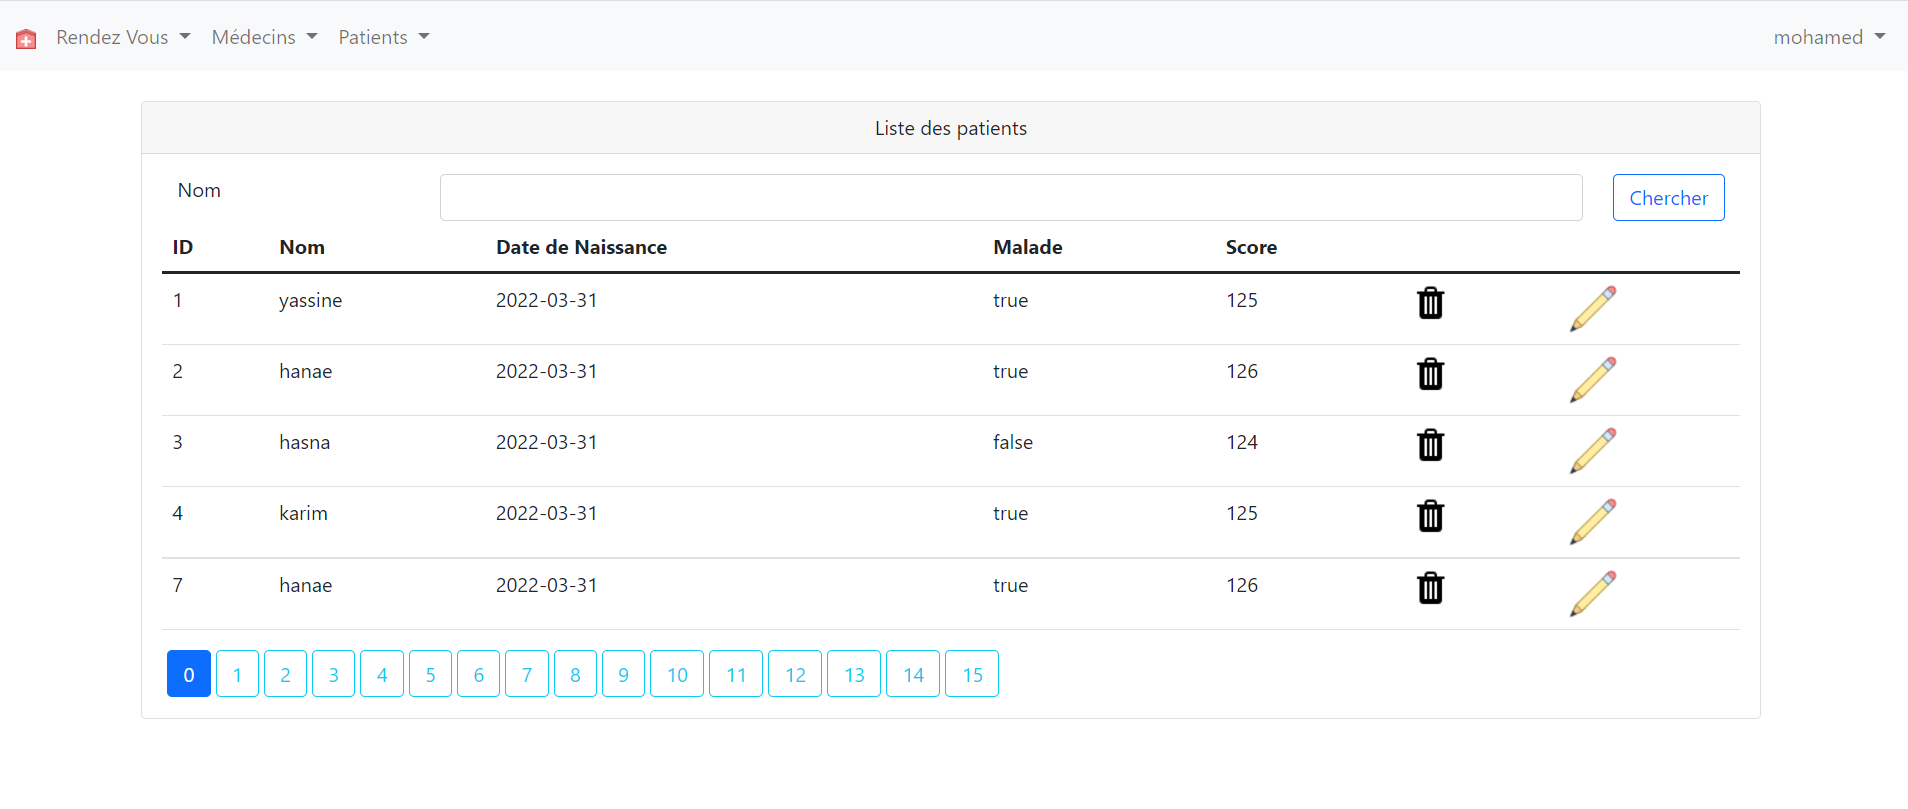 Rendez Vous Médecins Patients mohamed
Liste des patients
Nom Chercher
ID Nom Date de Naissance Malade Score
1 yassine 2022-03-31 true 125
2 hanae 2022-03-31 true 126
3 hasna 2022-03-31 false 124
4 karim 2022-03-31 true 125
7 hanae 2022-03-31 true 126
0 1 2 3 4 5 6 7 8 9 10 11 12 13 14 15